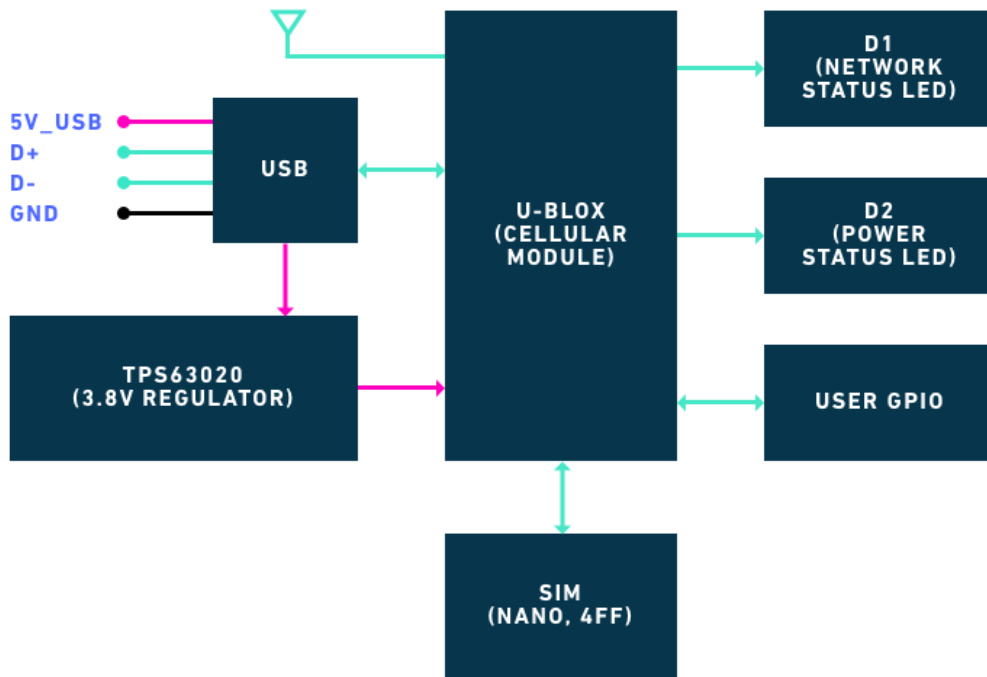 5V_USB
D+
D-
GND
USB
TPS63020
(3.8V REGULATOR)
U-BLOX
(CELLULAR
MODULE)
SIM
(NANO, 4FF)
D1
(NETWORK
STATUS LED)
D2
(POWER
STATUS LED)
USER GPIO